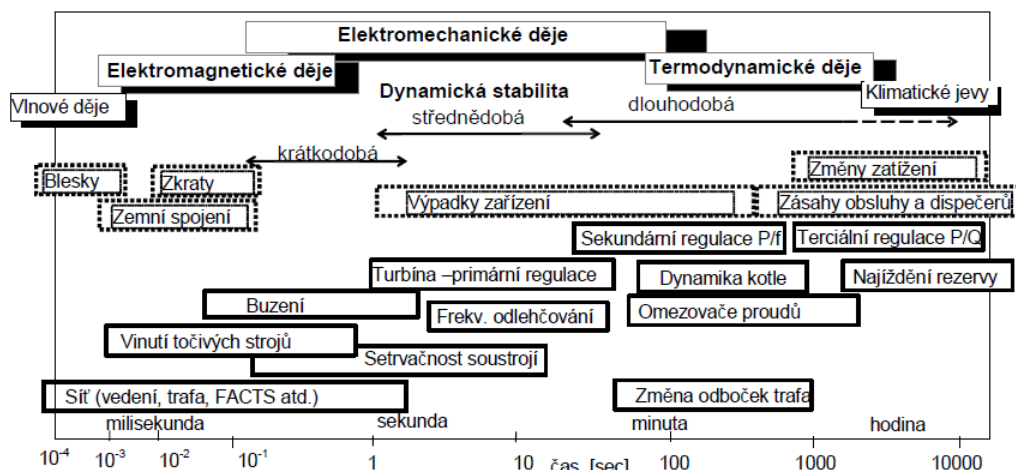 Elektromechanické děje
Elektromagnetické děje
Termodynamické děje
Vlnové děje
Dynamická stabilita
Klimatické jevy
střednědobá
dlouhodobá
krátkodobá
Blesky
Zkraty
Změny zatížení
Zemní spojení
Výpadky zařízení
Zásahy obsluhy a dispečerů
Sekundární regulace P/f
Terciální regulace P/Q
Turbína –primární regulace
Dynamika kotle
Najíždění rezervy
Buzení
Frekv. odlehčování
Omezovače proudů
Vinutí točivých strojů
Setrvačnost soustrojí
Síť (vedení, trafa, FACTS atd.)
Změna odboček trafa
milisekunda
sekunda
minuta
hodina
10⁻⁴ 10⁻³ 10⁻² 10⁻¹ 1 10 čas [sec] 100 1000 10000